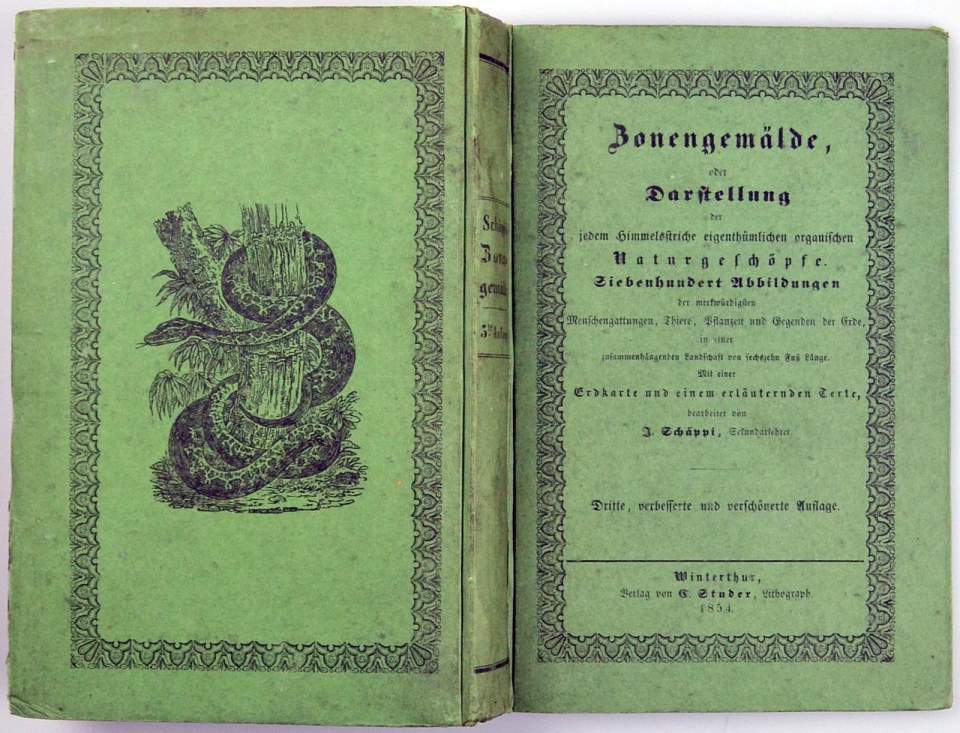 Schäppi
Zonen
gemälde
3te Auflage
Zonengemälde,
oder
Darstellung
der
jedem Himmelsstriche eigenthümlichen organischen
Naturgeschöpfe.
Siebenhundert Abbildungen
der merkwürdigsten
Menschengattungen, Thiere, Pflanzen und Gegenden der Erde,
in einer
zusammenhängenden Landschaft von sechszehn Fuß Länge.
Mit einer
Erdkarte und einem erläuternden Texte,
bearbeitet von
J. Schäppi, Sekundarlehrer.
Dritte, verbesserte und verschönerte Auflage.
Winterthur,
Verlag von C. Studer, Lithograph.
1854.